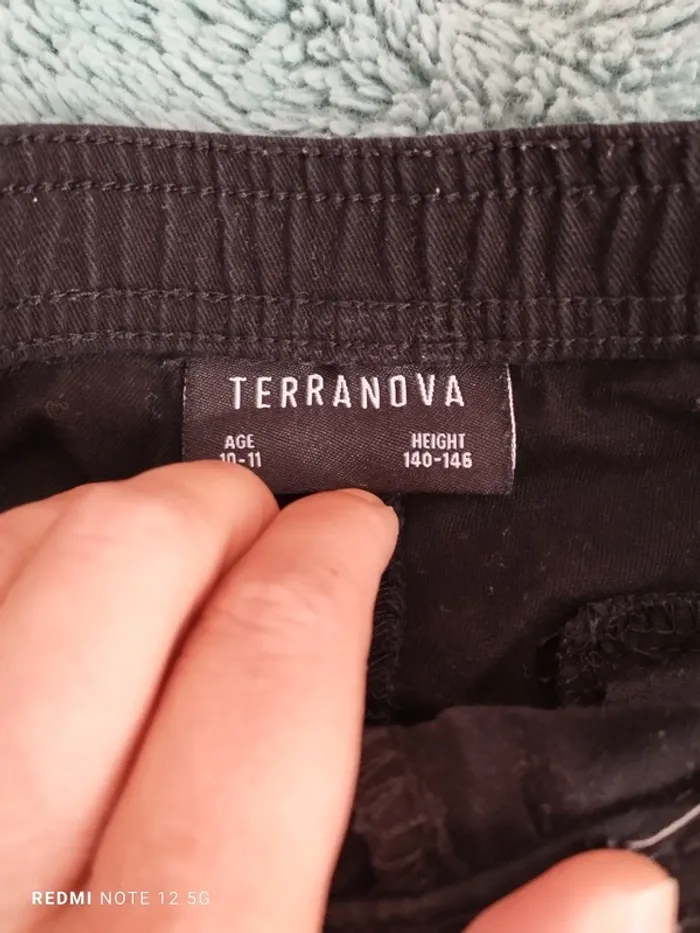 TERRANOVA
AGE HEIGHT
10-11 140-146
REDMI NOTE 12 5G